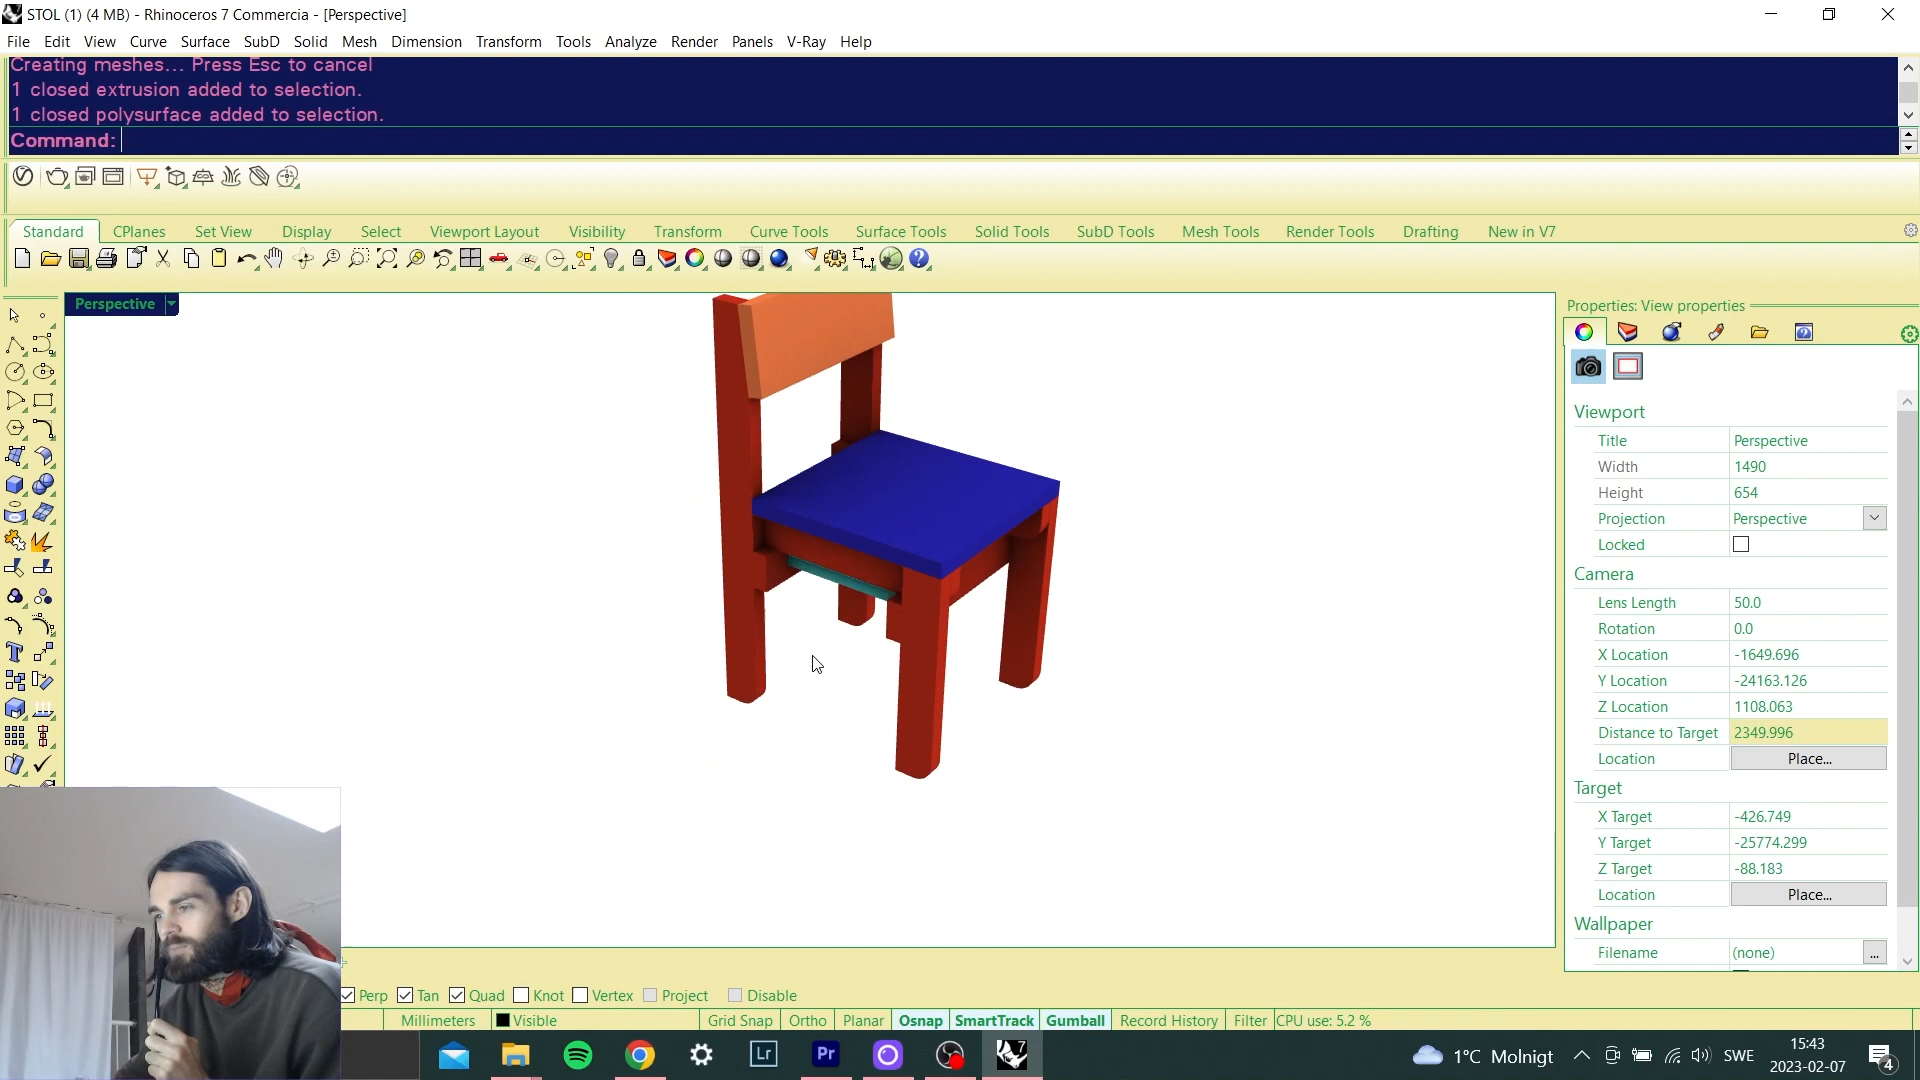 STOL (1) (4 MB) - Rhinoceros 7 Commercia - [Perspective]
File Edit View Curve Surface SubD Solid Mesh Dimension Transform Tools Analyze Render Panels V-Ray Help
Creating meshes... Press Esc to cancel
1 closed extrusion added to selection.
1 closed polysurface added to selection.
Command:
Standard CPlanes Set View Display Select Viewport Layout Visibility Transform Curve Tools Surface Tools Solid Tools SubD Tools Mesh Tools Render Tools Drafting New in V7
Perspective
Properties: View properties
Viewport
Title Perspective
Width 1490
Height 654
Projection Perspective
Locked
Camera
Lens Length 50.0
Rotation 0.0
X Location -1649.696
Y Location -24163.126
Z Location 1108.063
Distance to Target 2349.996
Location Place...
Target
X Target -426.749
Y Target -25774.299
Z Target -88.183
Location Place...
Wallpaper
Filename (none) ...
Perp Tan Quad Knot Vertex Project Disable
Millimeters Visible Grid Snap Ortho Planar Osnap SmartTrack Gumball Record History Filter CPU use: 5.2 %
Lr Pr 7
1°C Molnigt SWE 15:43
2023-02-07 4